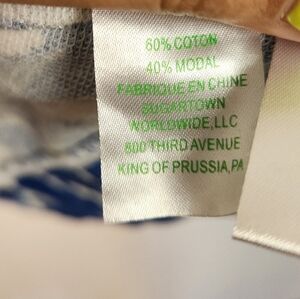 60% COTON
40% MODAL
FABRIQUE EN CHINE
SUGARTOWN
WORLDWIDE,LLC
800 THIRD AVENUE
KING OF PRUSSIA,PA